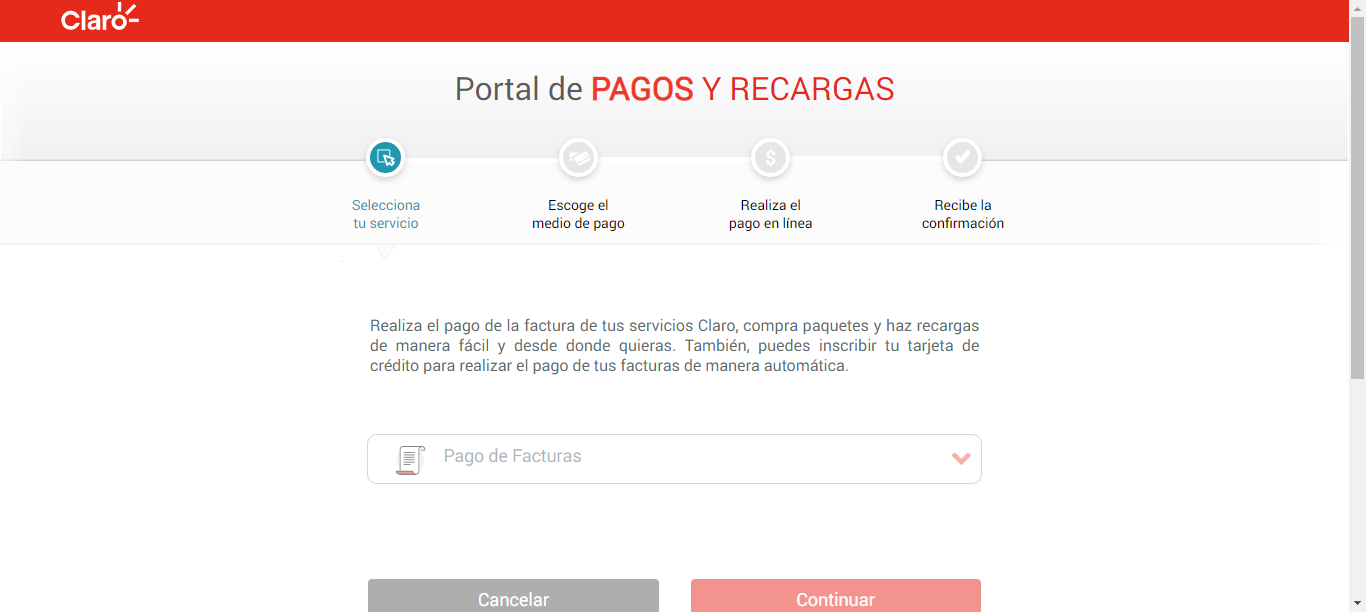 Claro
Portal de PAGOS Y RECARGAS
Selecciona
tu servicio
Escoge el
medio de pago
Realiza el
pago en línea
Recibe la
confirmación
Realiza el pago de la factura de tus servicios Claro, compra paquetes y haz recargas
de manera fácil y desde donde quieras. También, puedes inscribir tu tarjeta de
crédito para realizar el pago de tus facturas de manera automática.
Pago de Facturas
Cancelar
Continuar